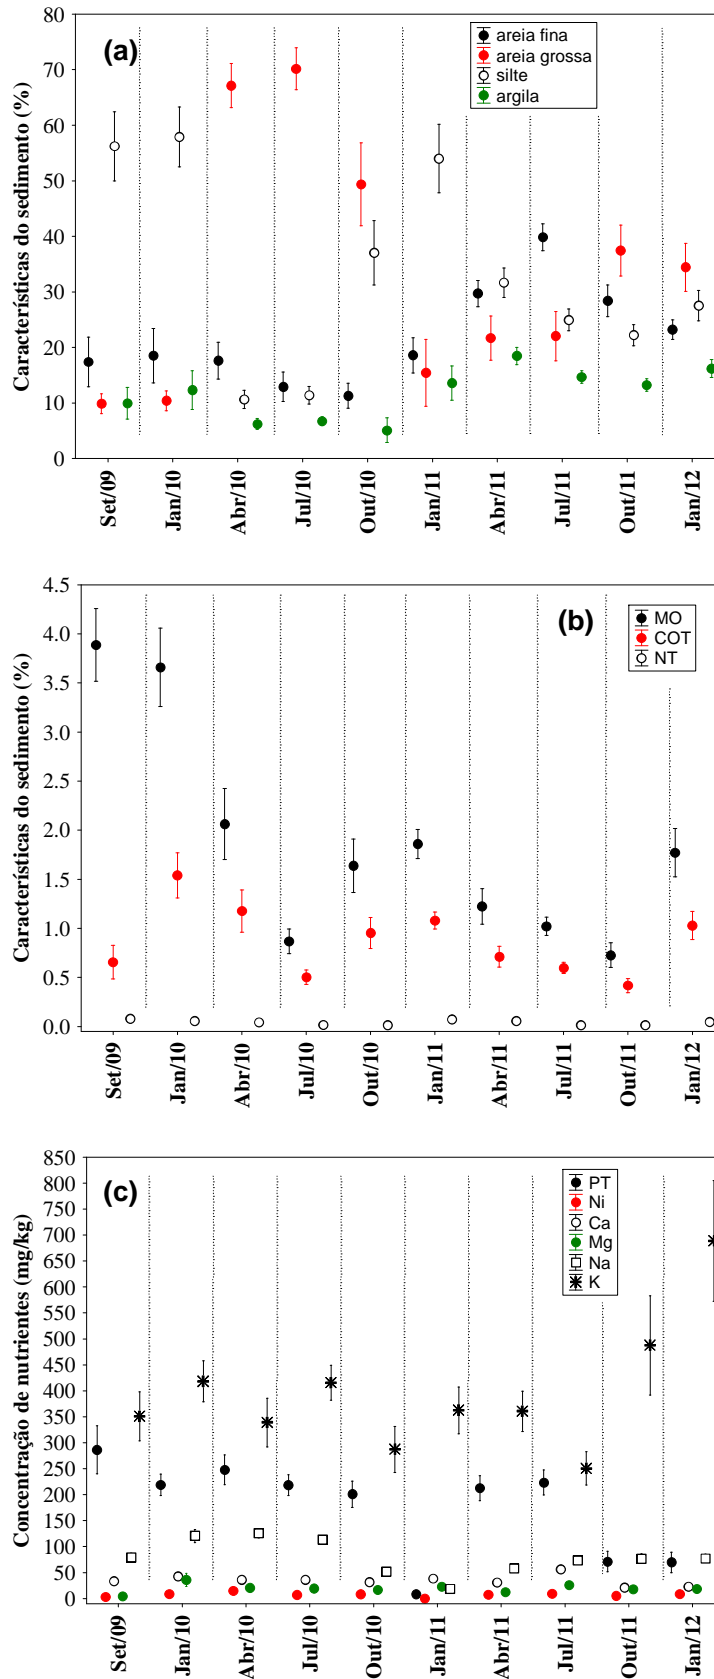 (a)
areia fina
areia grossa
silte
argila
Características do sedimento (%)
80
70
60
50
40
30
20
10
0
Set/09
Jan/10
Abr/10
Jul/10
Out/10
Jan/11
Abr/11
Jul/11
Out/11
Jan/12
(b)
MO
COT
NT
Características do sedimento (%)
4.5
4.0
3.5
3.0
2.5
2.0
1.5
1.0
0.5
0.0
Set/09
Jan/10
Abr/10
Jul/10
Out/10
Jan/11
Abr/11
Jul/11
Out/11
Jan/12
(c)
PT
Ni
Ca
Mg
Na
K
Concentração de nutrientes (mg/kg)
850
800
750
700
650
600
550
500
450
400
350
300
250
200
150
100
50
0
Set/09
Jan/10
Abr/10
Jul/10
Out/10
Jan/11
Abr/11
Jul/11
Out/11
Jan/12